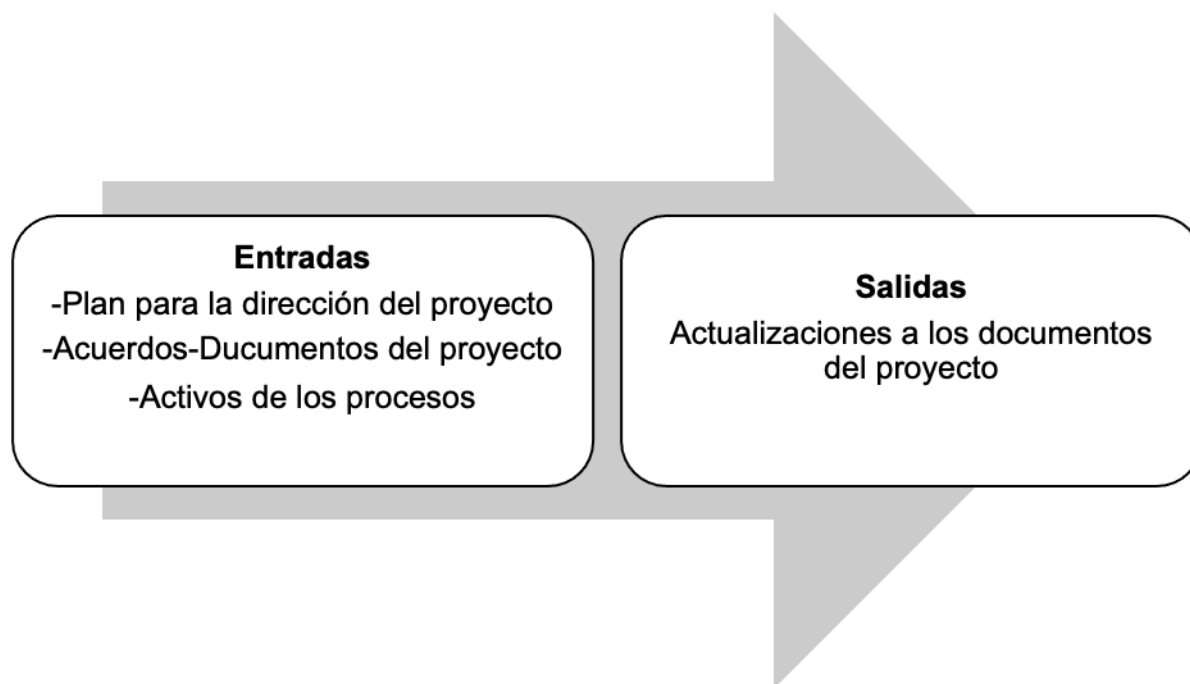 Entradas
-Plan para la dirección del proyecto
-Acuerdos-Ducumentos del proyecto
-Activos de los procesos
Salidas
Actualizaciones a los documentos
del proyecto